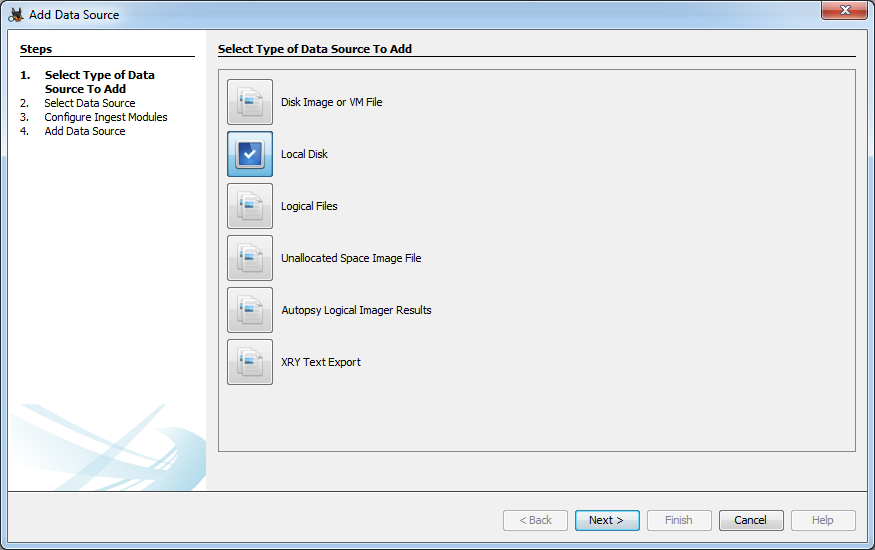 Add Data Source
Steps
1. Select Type of Data
Source To Add
2. Select Data Source
3. Configure Ingest Modules
4. Add Data Source
Select Type of Data Source To Add
Disk Image or VM File
Local Disk
Logical Files
Unallocated Space Image File
Autopsy Logical Imager Results
XRY Text Export
< Back
Next >
Finish
Cancel
Help